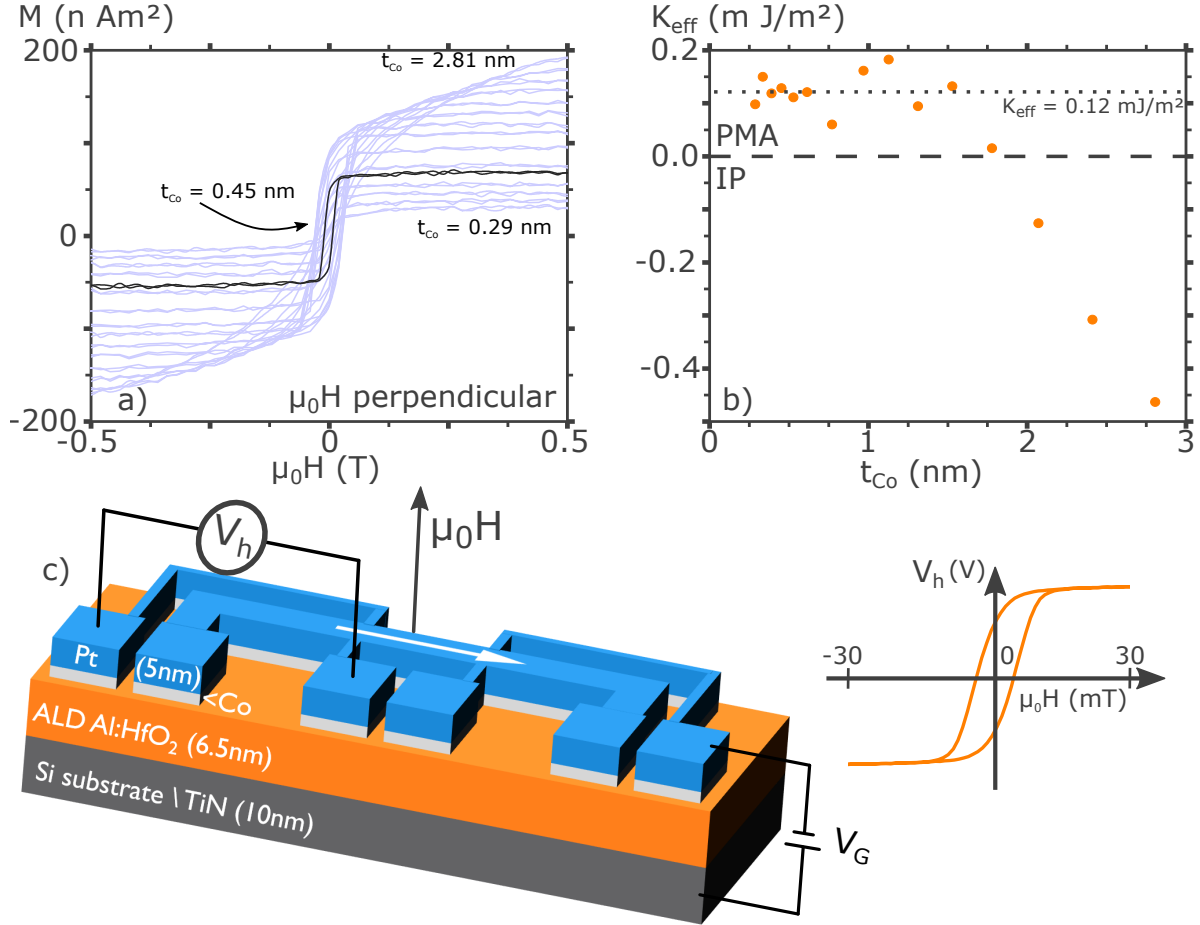 M (n Am²)
200
0
-200
t_Co = 2.81 nm
t_Co = 0.45 nm
t_Co = 0.29 nm
a)
μ₀H perpendicular
-0.5
0
0.5
μ₀H (T)
K_eff (m J/m²)
0.2
0.0
-0.2
-0.4
K_eff = 0.12 mJ/m²
PMA
IP
b)
0
1
2
3
t_Co (nm)
c)
V_h
μ₀H
Pt
(5nm)
<Co
ALD Al:HfO₂ (6.5nm)
Si substrate \ TiN (10nm)
V_G
V_h (V)
-30
0
30
μ₀H (mT)